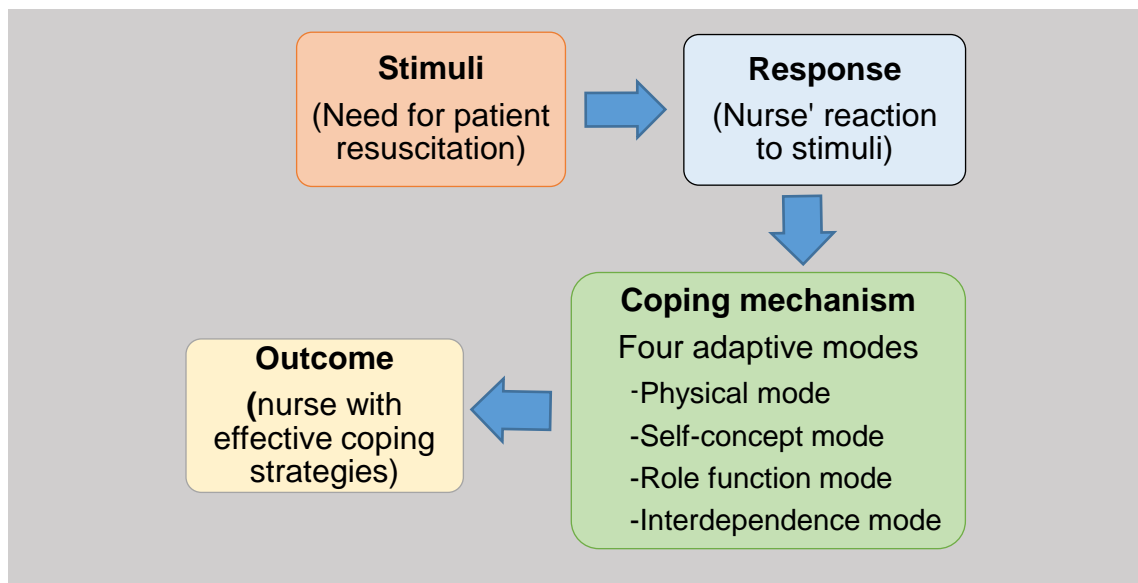 Stimuli
(Need for patient
resuscitation)
Response
(Nurse' reaction
to stimuli)
Coping mechanism
Four adaptive modes
-Physical mode
-Self-concept mode
-Role function mode
-Interdependence mode
Outcome
(nurse with
effective coping
strategies)